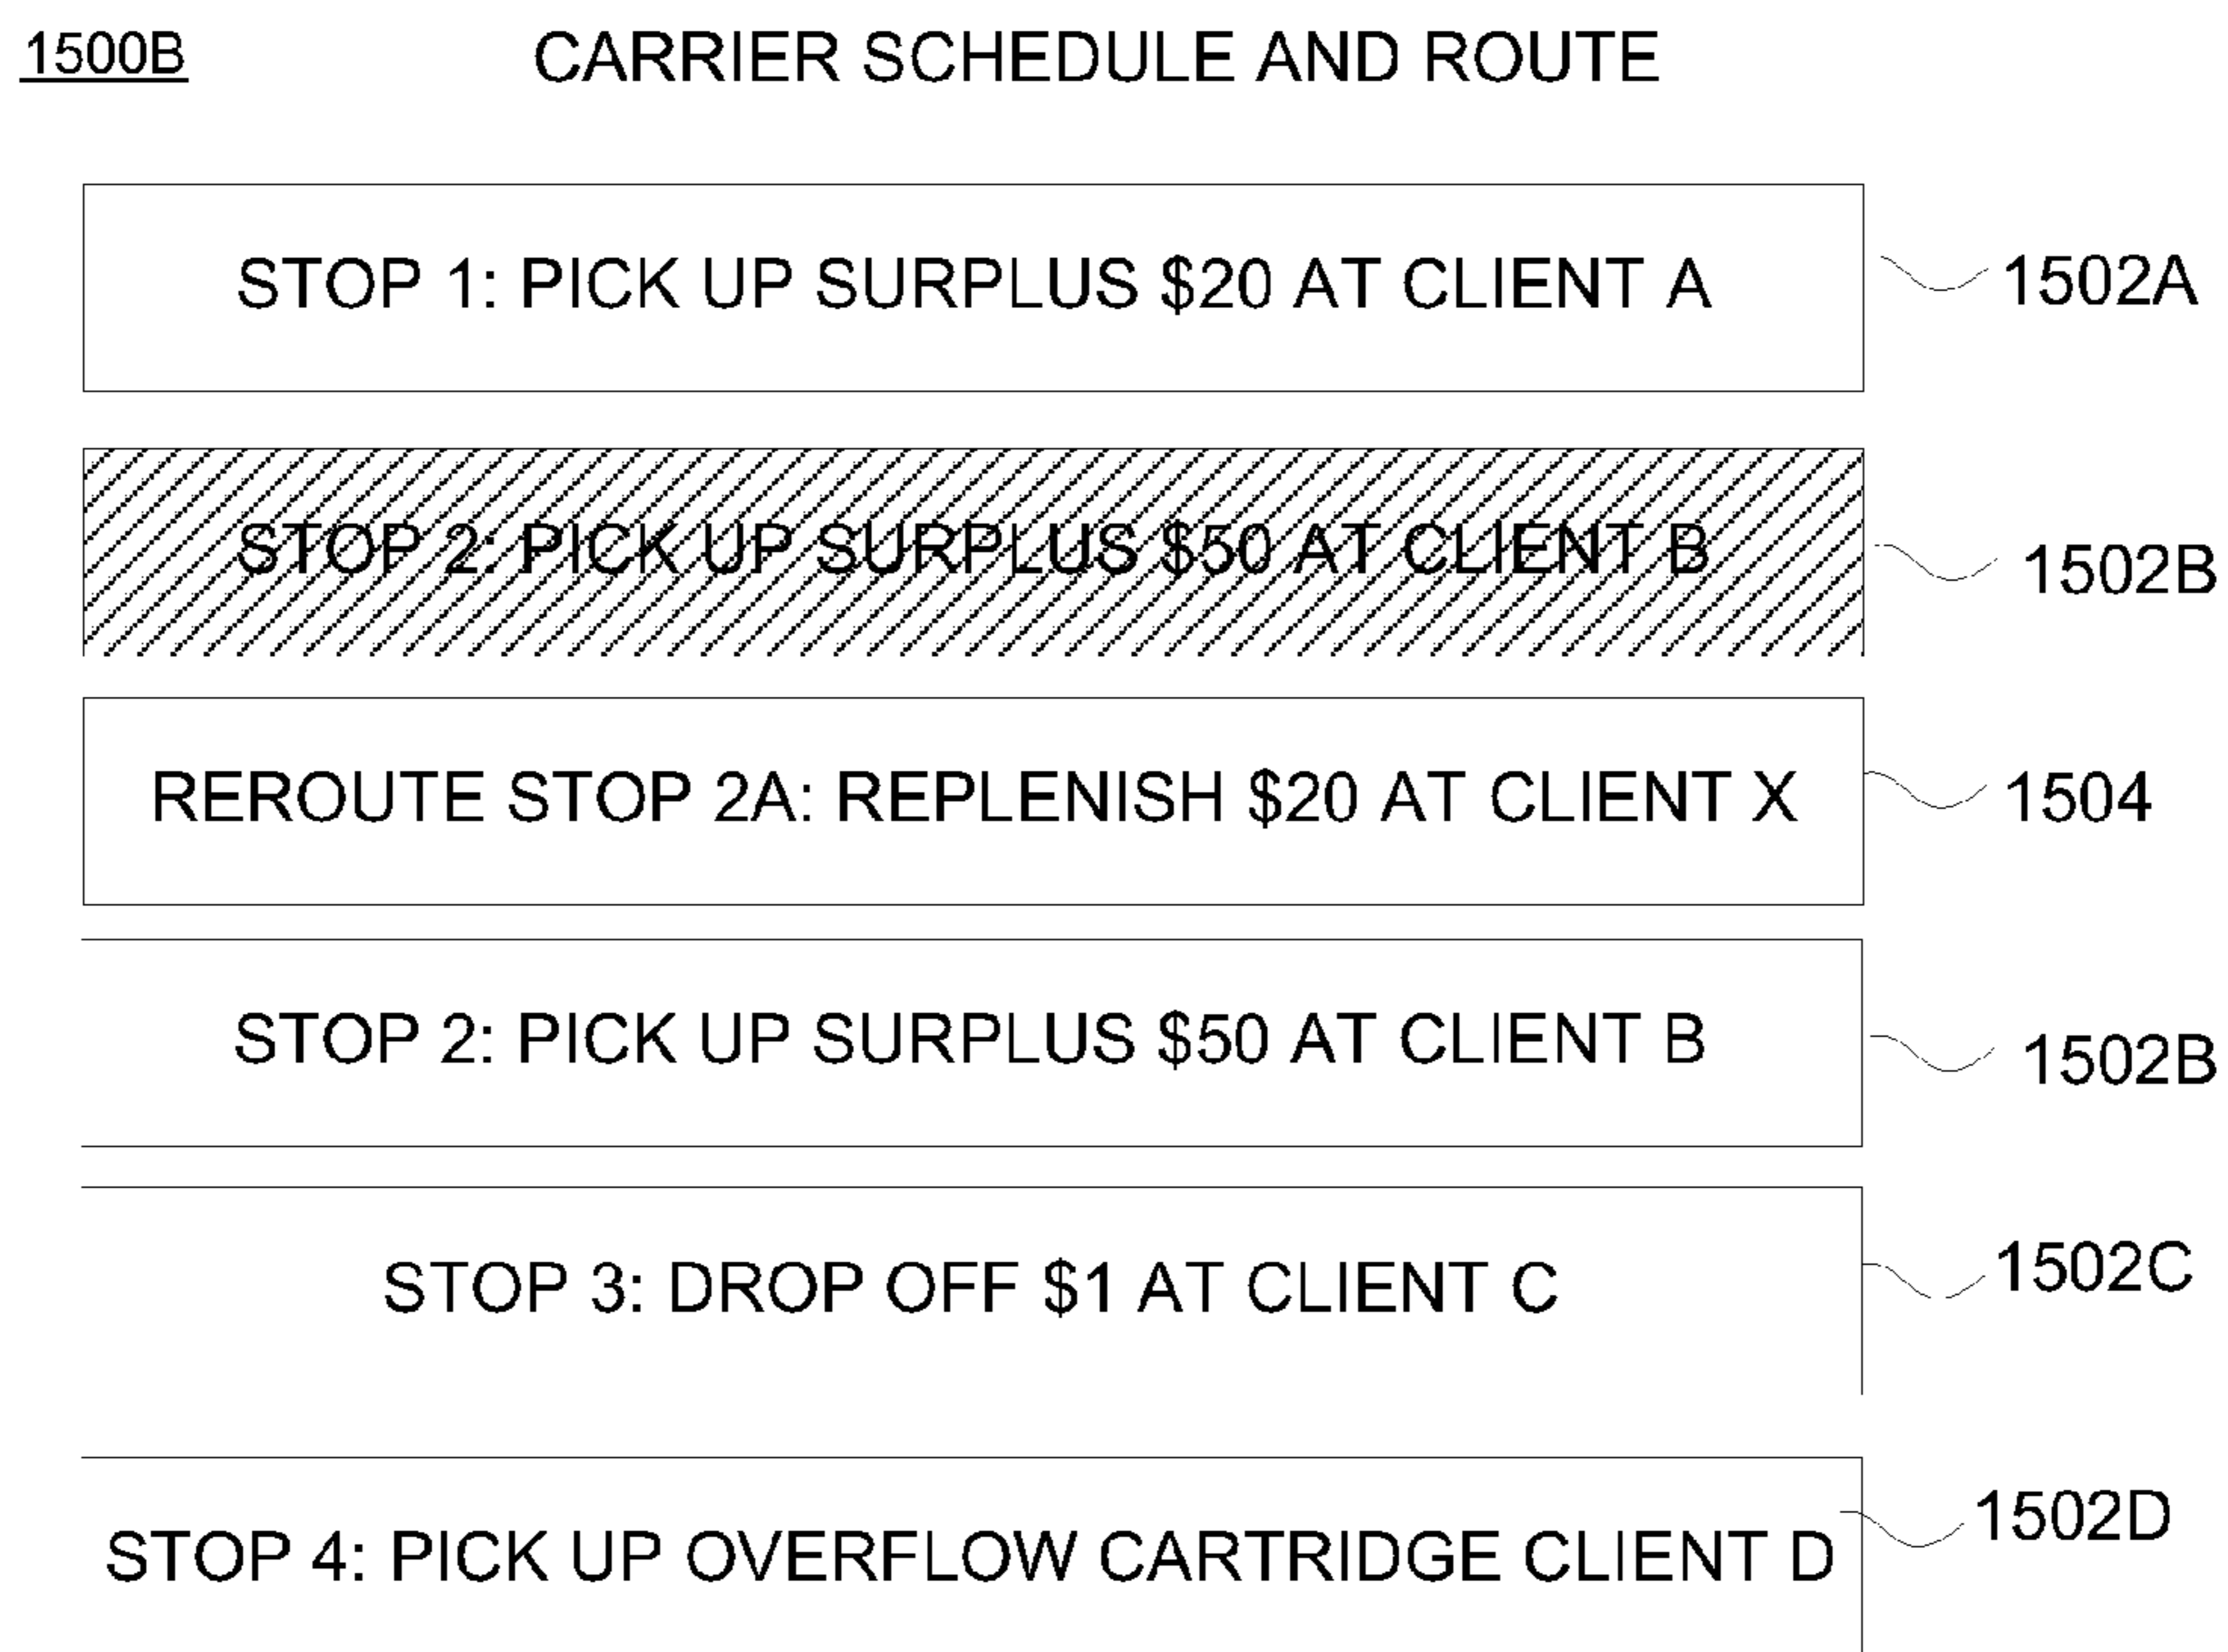 1500B
CARRIER SCHEDULE AND ROUTE
STOP 1: PICK UP SURPLUS $20 AT CLIENT A
1502A
STOP 2: PICK UP SURPLUS $50 AT CLIENT B
1502B
REROUTE STOP 2A: REPLENISH $20 AT CLIENT X
1504
STOP 2: PICK UP SURPLUS $50 AT CLIENT B
1502B
STOP 3: DROP OFF $1 AT CLIENT C
1502C
STOP 4: PICK UP OVERFLOW CARTRIDGE CLIENT D
1502D